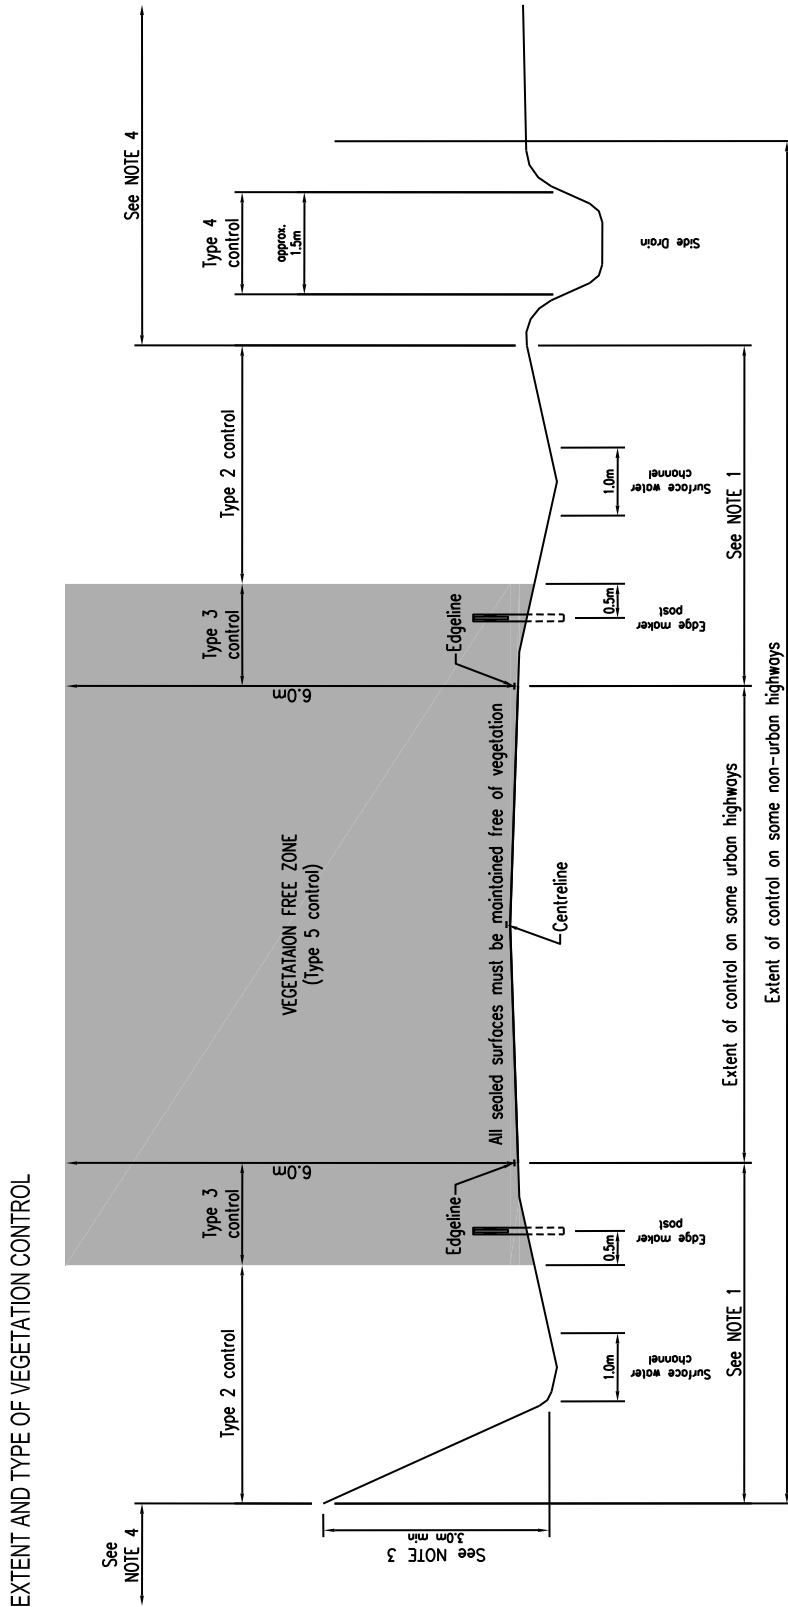 EXTENT AND TYPE OF VEGETATION CONTROL
See
NOTE 4
See NOTE 4
Type 2 control
Type 3
control
Type 3
control
Type 2 control
Type 4
control
approx.
1.5m
VEGETATAION FREE ZONE
(Type 5 control)
6.0m
6.0m
See NOTE 3
3.0m min
Edgeline
All sealed surfaces must be maintained free of vegetation
Edgeline
Centreline
1.0m
Surface water
channel
0.5m
Edge maker
post
0.5m
Edge maker
post
1.0m
Surface water
channel
Side Drain
See NOTE 1
Extent of control on some urban highways
See NOTE 1
Extent of control on some non-urban highways